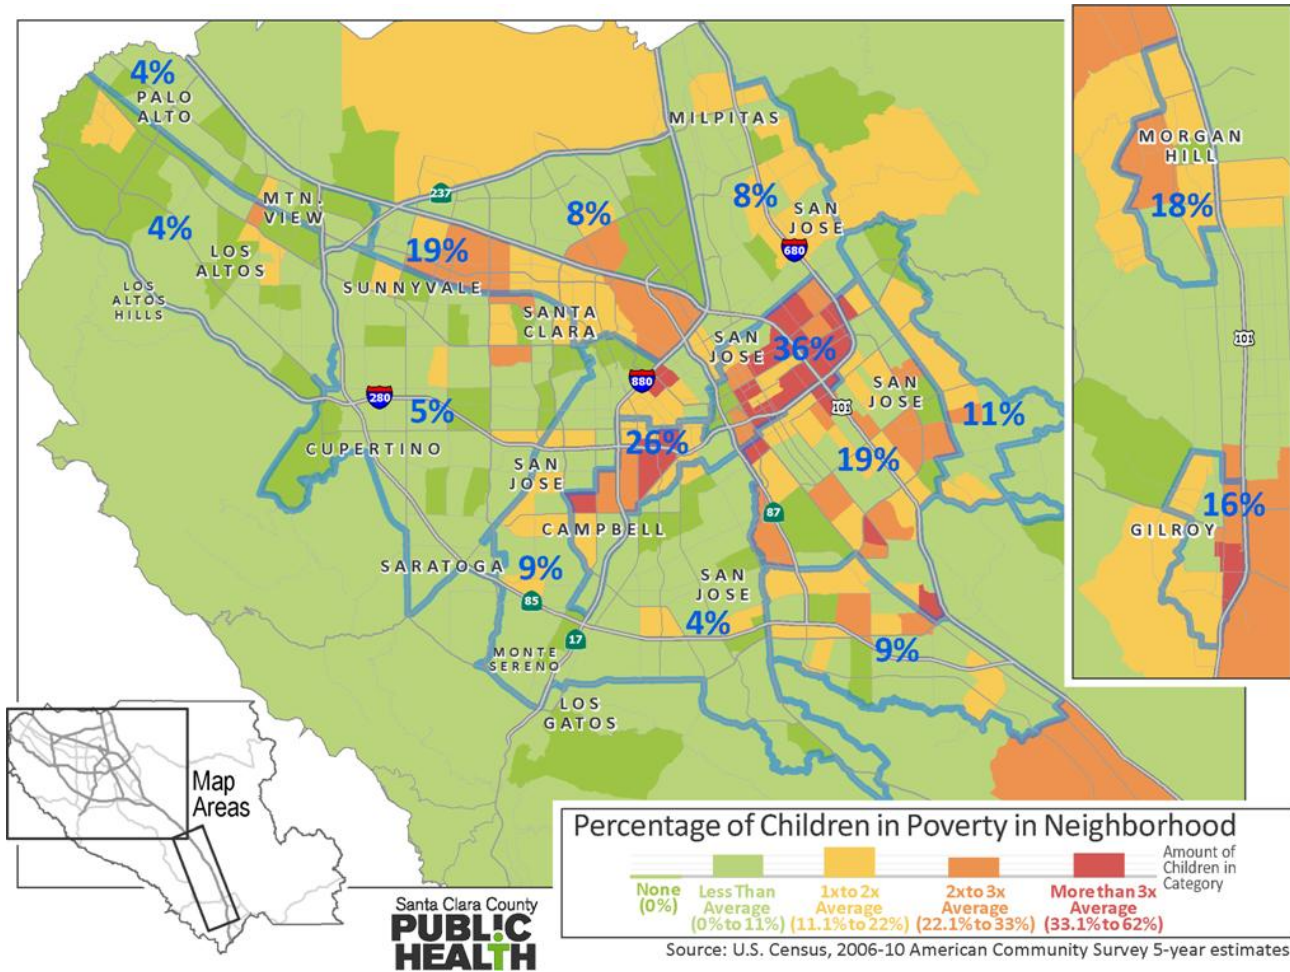 4%
PALO
ALTO
MTN.
VIEW
4%
LOS
ALTOS
LOS
ALTOS
HILLS
237
19%
SUNNYVALE
8%
MILPITAS
8%
SAN
JOSE
680
SANTA
CLARA
SAN
JOSE
36%
880
280
5%
CUPERTINO
SAN
JOSE
26%
101
SAN
JOSE
11%
19%
CAMPBELL
87
SARATOGA
9%
85
SAN
JOSE
4%
17
MONTE
SERENO
9%
LOS
GATOS
MORGAN
HILL
18%
101
16%
GILROY
Map
Areas
Santa Clara County
PUBLIC
HEALTH
Percentage of Children in Poverty in Neighborhood
Amount of
Children in
Category
None
(0%)
Less Than
Average
(0% to 11%)
1x to 2x
Average
(11.1% to 22%)
2x to 3x
Average
(22.1% to 33%)
More than 3x
Average
(33.1% to 62%)
Source: U.S. Census, 2006-10 American Community Survey 5-year estimates